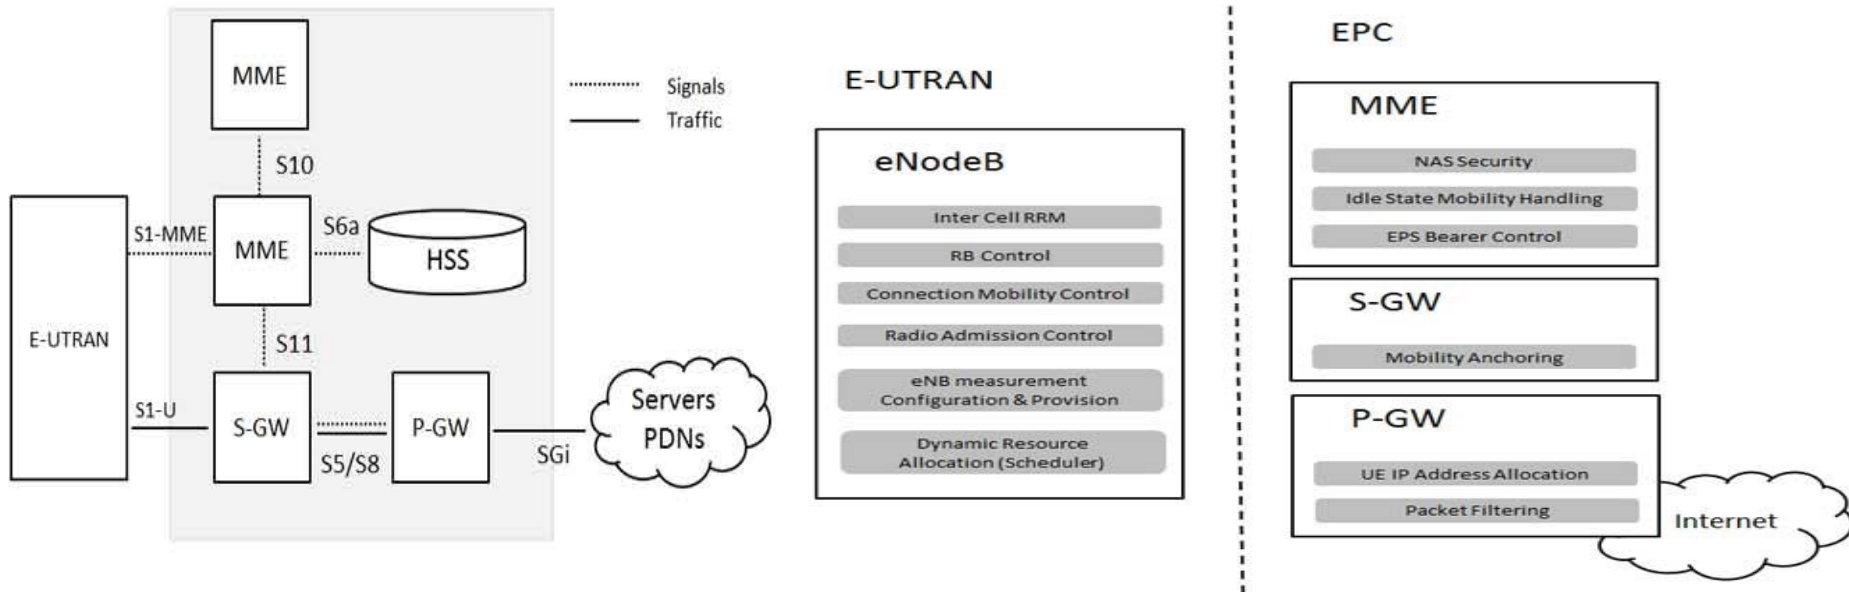 MME
Signals
Traffic
S10
S1-MME
MME
S6a
HSS
E-UTRAN
S11
S1-U
S-GW
S5/S8
P-GW
SGi
Servers
PDNs
E-UTRAN
eNodeB
Inter Cell RRM
RB Control
Connection Mobility Control
Radio Admission Control
eNB measurement
Configuration & Provision
Dynamic Resource
Allocation (Scheduler)
EPC
MME
NAS Security
Idle State Mobility Handling
EPS Bearer Control
S-GW
Mobility Anchoring
P-GW
UE IP Address Allocation
Packet Filtering
Internet